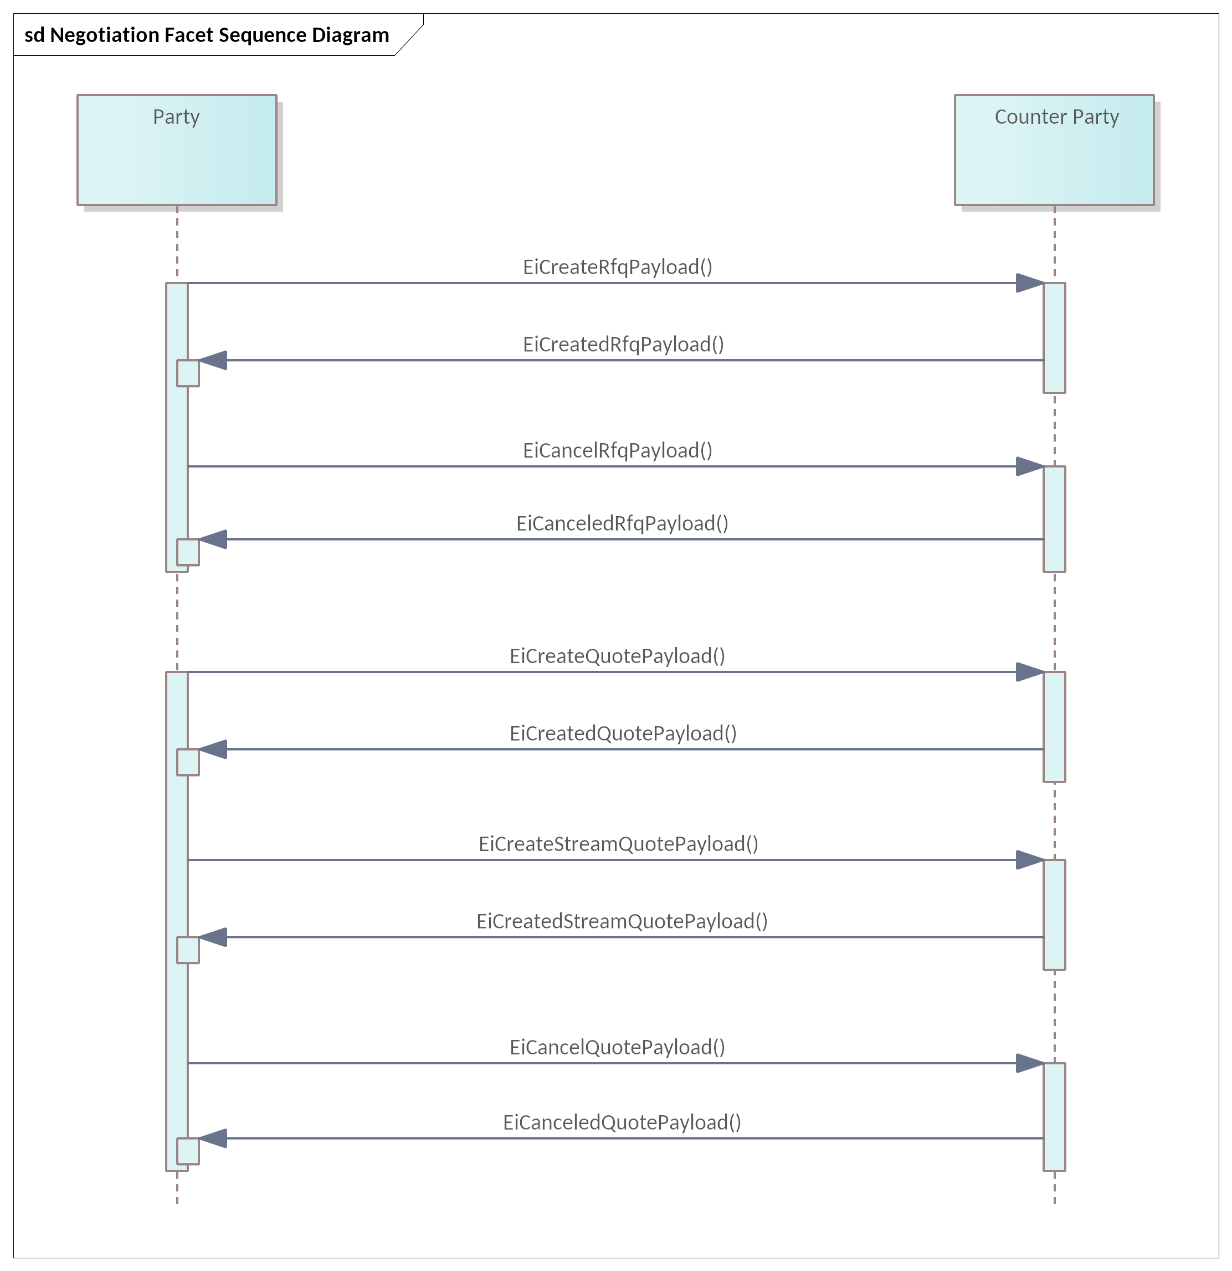 sd Negotiation Facet Sequence Diagram
Party
Counter Party
EiCreateRfqPayload()
EiCreatedRfqPayload()
EiCancelRfqPayload()
EiCanceledRfqPayload()
EiCreateQuotePayload()
EiCreatedQuotePayload()
EiCreateStreamQuotePayload()
EiCreatedStreamQuotePayload()
EiCancelQuotePayload()
EiCanceledQuotePayload()